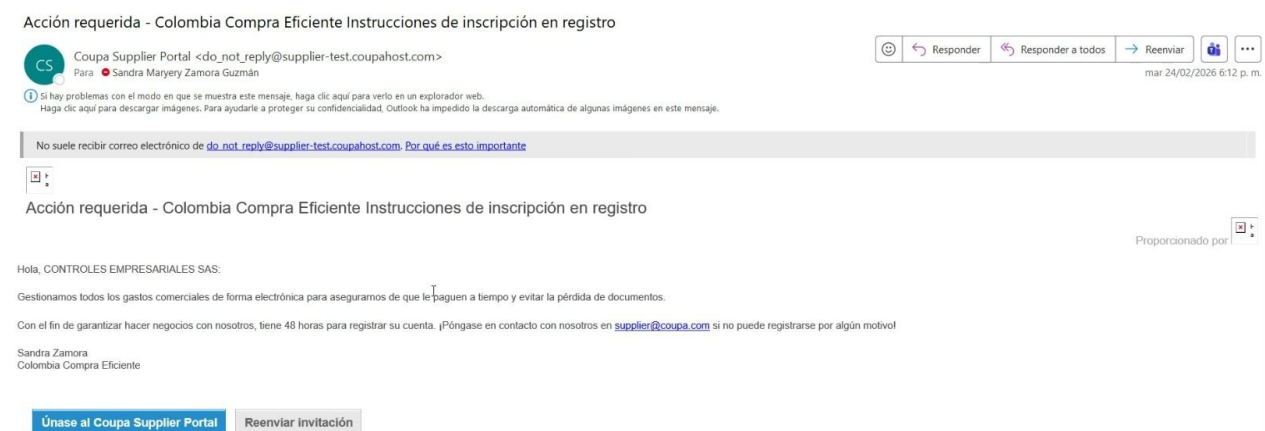 Acción requerida - Colombia Compra Eficiente Instrucciones de inscripción en registro
CS
Coupa Supplier Portal <do_not_reply@supplier-test.coupahost.com>
Para Sandra Maryery Zamora Guzmán
Responder
Responder a todos
Reenviar
mar 24/02/2026 6:12 p. m.
Si hay problemas con el modo en que se muestra este mensaje, haga clic aquí para verlo en un explorador web.
Haga clic aquí para descargar imágenes. Para ayudarle a proteger su confidencialidad, Outlook ha impedido la descarga automática de algunas imágenes en este mensaje.
No suele recibir correo electrónico de do_not_reply@supplier-test.coupahost.com. Por qué es esto importante
Acción requerida - Colombia Compra Eficiente Instrucciones de inscripción en registro
Proporcionado por
Hola, CONTROLES EMPRESARIALES SAS:
Gestionamos todos los gastos comerciales de forma electrónica para asegurarnos de que le paguen a tiempo y evitar la pérdida de documentos.
Con el fin de garantizar hacer negocios con nosotros, tiene 48 horas para registrar su cuenta. ¡Póngase en contacto con nosotros en supplier@coupa.com si no puede registrarse por algún motivo!
Sandra Zamora
Colombia Compra Eficiente
Únase al Coupa Supplier Portal
Reenviar invitación